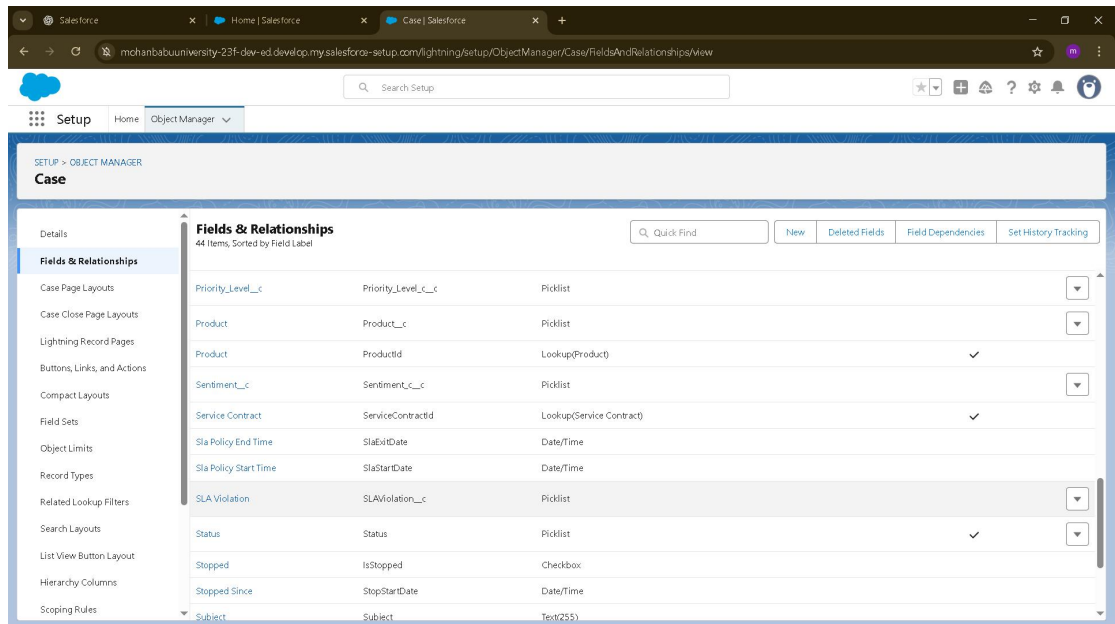 Salesforce
Home | Salesforce
Case | Salesforce
mohanbabuuniversity-23f-dev-ed.develop.my.salesforce-setup.com/lightning/setup/ObjectManager/Case/FieldsAndRelationships/view
m
Search Setup
Setup
Home
Object Manager
SETUP > OBJECT MANAGER
Case
Details
Fields & Relationships
Case Page Layouts
Case Close Page Layouts
Lightning Record Pages
Buttons, Links, and Actions
Compact Layouts
Field Sets
Object Limits
Record Types
Related Lookup Filters
Search Layouts
List View Button Layout
Hierarchy Columns
Scoping Rules
Fields & Relationships
44 Items, Sorted by Field Label
Quick Find
New
Deleted Fields
Field Dependencies
Set History Tracking
Priority_Level__c Priority_Level_c__c Picklist
Product Product__c Picklist
Product ProductId Lookup(Product)
Sentiment__c Sentiment_c__c Picklist
Service Contract ServiceContractId Lookup(Service Contract)
Sla Policy End Time SlaExitDate Date/Time
Sla Policy Start Time SlaStartDate Date/Time
SLA Violation SLAViolation__c Picklist
Status Status Picklist
Stopped IsStopped Checkbox
Stopped Since StopStartDate Date/Time
Subject Subject Text(255)